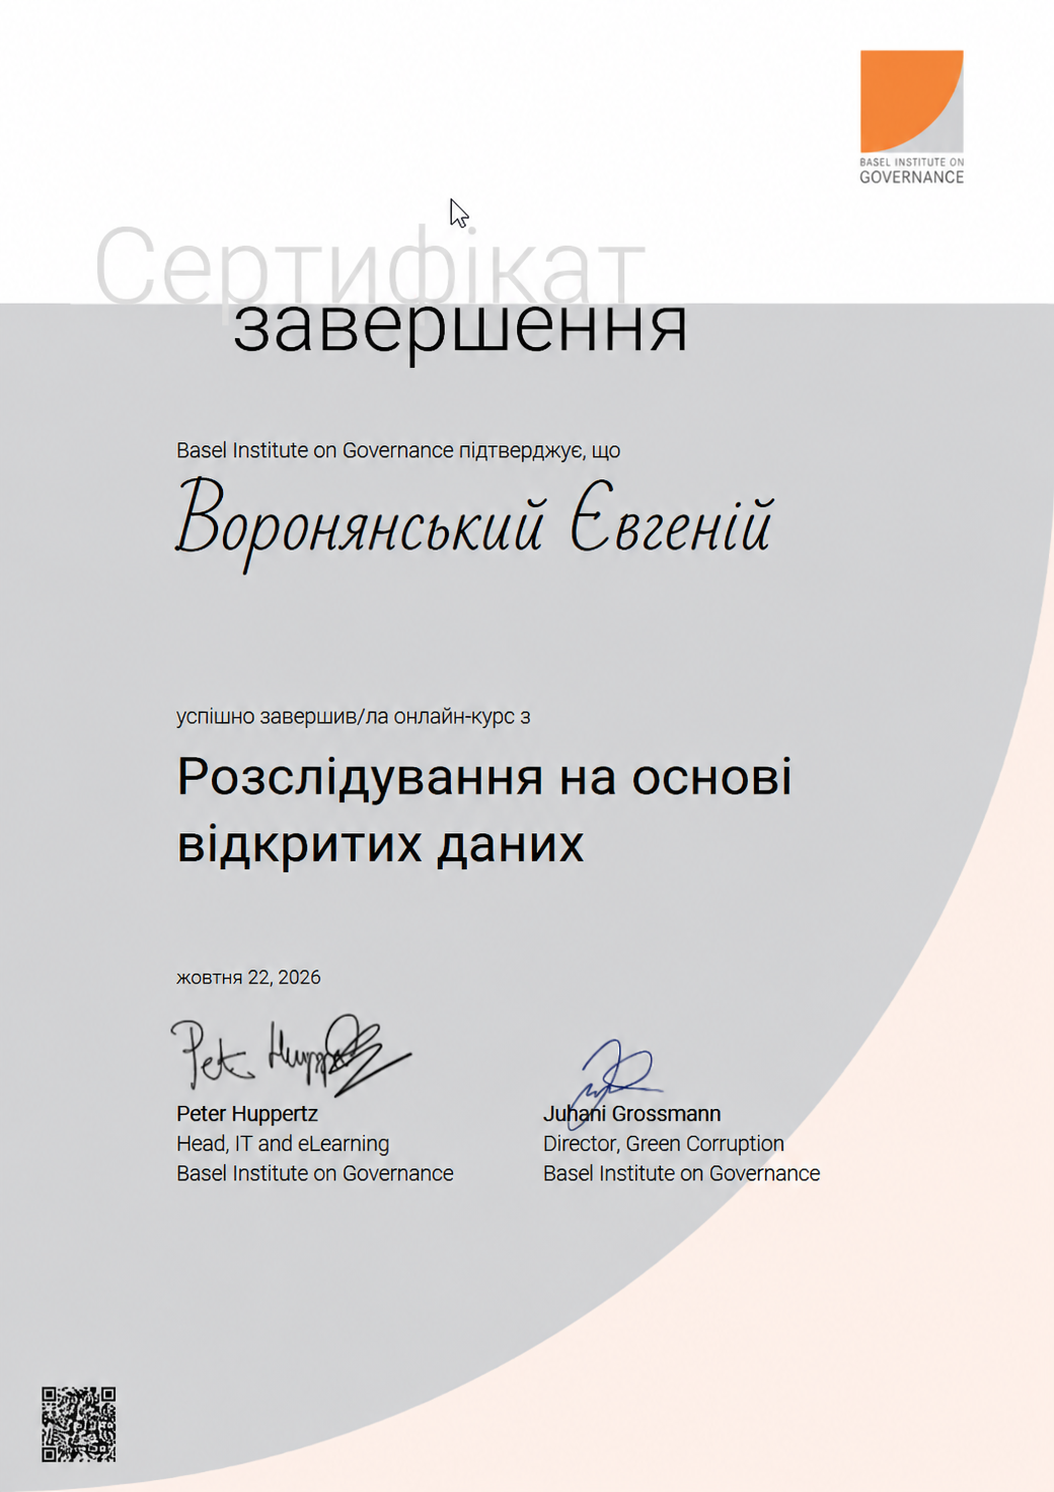 BASEL INSTITUTE ON
GOVERNANCE
Сертифікат
завершення
Basel Institute on Governance підтверджує, що
Воронянський Євгеній
успішно завершив/ла онлайн-курс з
Розслідування на основі
відкритих даних
жовтня 22, 2026
Peter Huppertz
Peter Huppertz
Head, IT and eLearning
Basel Institute on Governance
Juhani Grossmann
Director, Green Corruption
Basel Institute on Governance